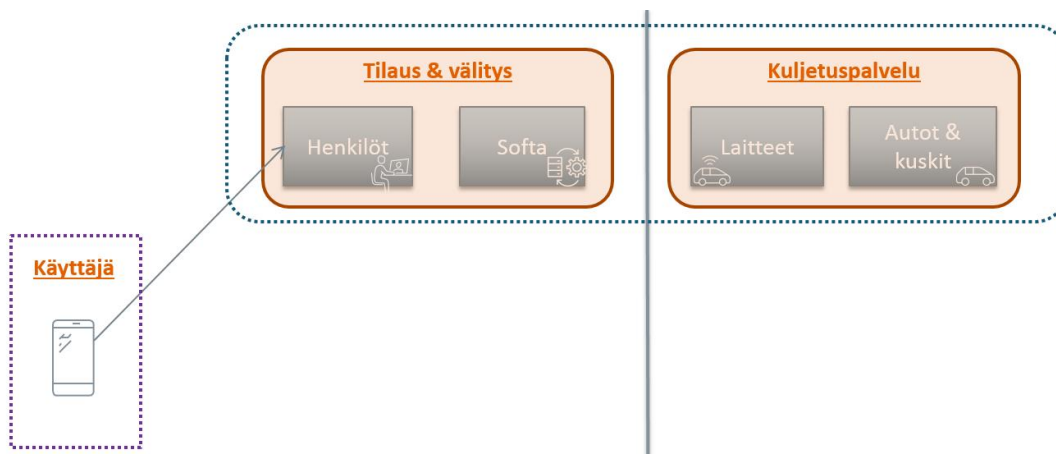 Tilaus & välitys
Henkilöt
Softa
Kuljetuspalvelu
Laitteet
Autot &
kuskit
Käyttäjä